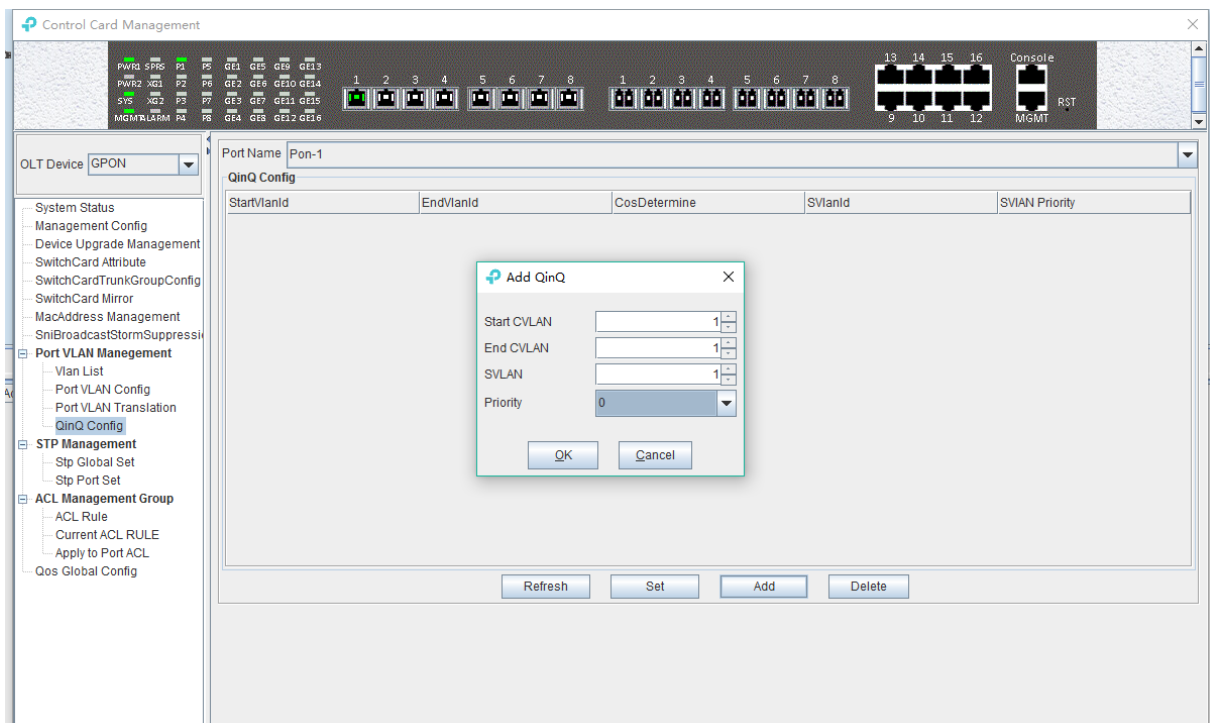 Control Card Management
PWR1 SPRS P1 P5 GE1 GE5 GE9 GE13
PWR2 XG1 P2 P6 GE2 GE6 GE10 GE14
SYS XG2 P3 P7 GE3 GE7 GE11 GE15
MGMT ALARM P4 P8 GE4 GE8 GE12 GE16
1 2 3 4 5 6 7 8 1 2 3 4 5 6 7 8
13 14 15 16 Console
RST
9 10 11 12 MGMT
OLT Device GPON
System Status
Management Config
Device Upgrade Management
SwitchCard Attribute
SwitchCardTrunkGroupConfig
SwitchCard Mirror
MacAddress Management
SniBroadcastStormSuppressi
Port VLAN Manegement
Vlan List
Port VLAN Config
Port VLAN Translation
QinQ Config
STP Management
Stp Global Set
Stp Port Set
ACL Management Group
ACL Rule
Current ACL RULE
Apply to Port ACL
Qos Global Config
Port Name Pon-1
QinQ Config
StartVlanId EndVlanId CosDetermine SVlanId SVlAN Priority
Add QinQ
Start CVLAN 1
End CVLAN 1
SVLAN 1
Priority 0
OK Cancel
Refresh Set Add Delete